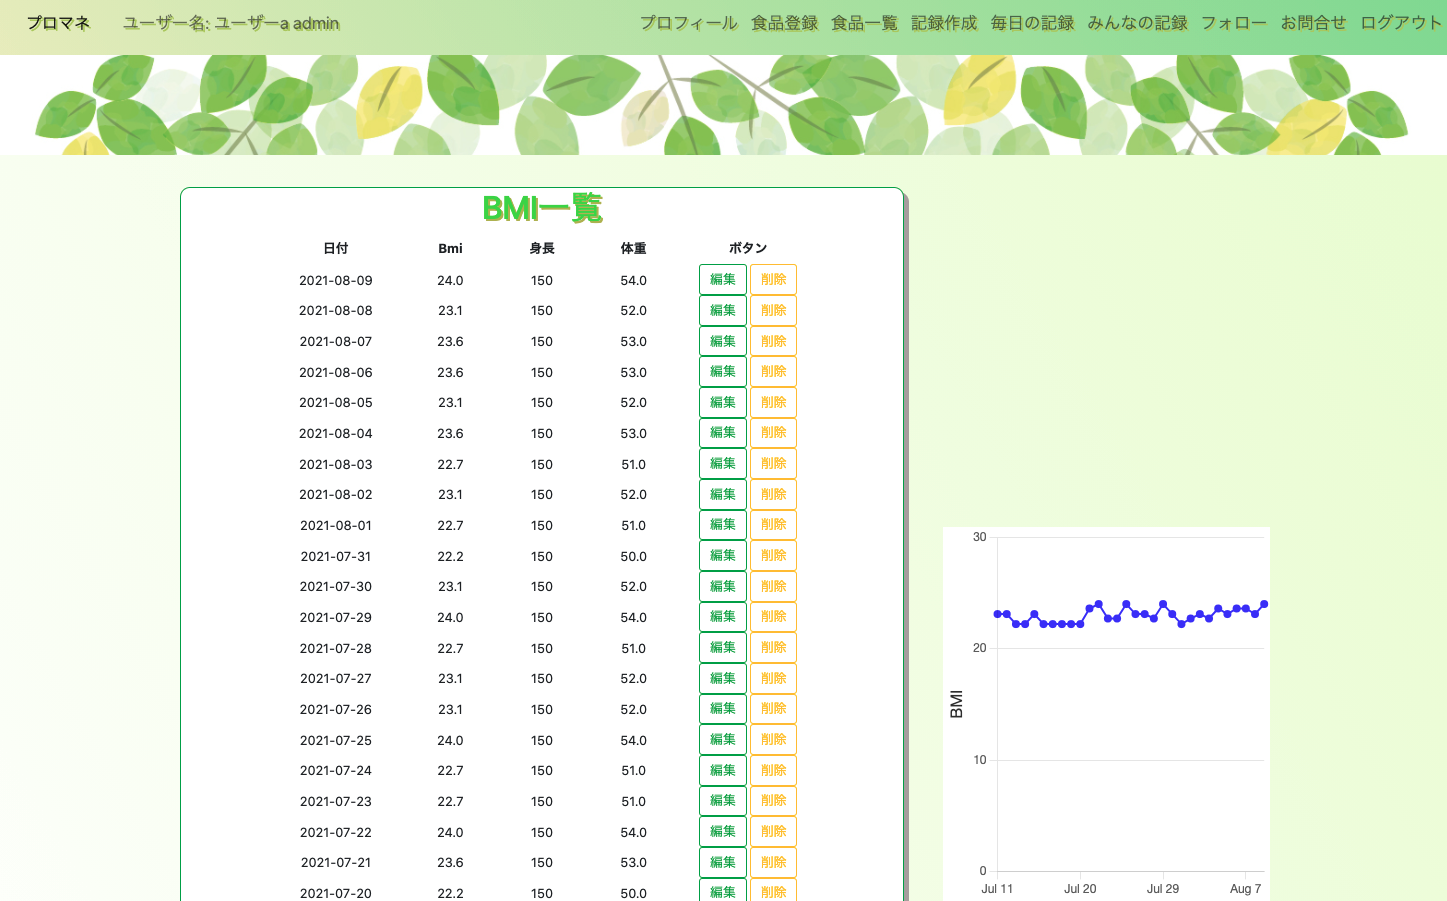 プロマネ ユーザー名: ユーザーa admin プロフィール 食品登録 食品一覧 記録作成 毎日の記録 みんなの記録 フォロー お問合せ ログアウト
BMI一覧
日付 Bmi 身長 体重 ボタン
2021-08-09 24.0 150 54.0 編集 削除
2021-08-08 23.1 150 52.0 編集 削除
2021-08-07 23.6 150 53.0 編集 削除
2021-08-06 23.6 150 53.0 編集 削除
2021-08-05 23.1 150 52.0 編集 削除
2021-08-04 23.6 150 53.0 編集 削除
2021-08-03 22.7 150 51.0 編集 削除
2021-08-02 23.1 150 52.0 編集 削除
2021-08-01 22.7 150 51.0 編集 削除
2021-07-31 22.2 150 50.0 編集 削除
2021-07-30 23.1 150 52.0 編集 削除
2021-07-29 24.0 150 54.0 編集 削除
2021-07-28 22.7 150 51.0 編集 削除
2021-07-27 23.1 150 52.0 編集 削除
2021-07-26 23.1 150 52.0 編集 削除
2021-07-25 24.0 150 54.0 編集 削除
2021-07-24 22.7 150 51.0 編集 削除
2021-07-23 22.7 150 51.0 編集 削除
2021-07-22 24.0 150 54.0 編集 削除
2021-07-21 23.6 150 53.0 編集 削除
2021-07-20 22.2 150 50.0 編集 削除
30
20
BMI
10
0
Jul 11 Jul 20 Jul 29 Aug 7